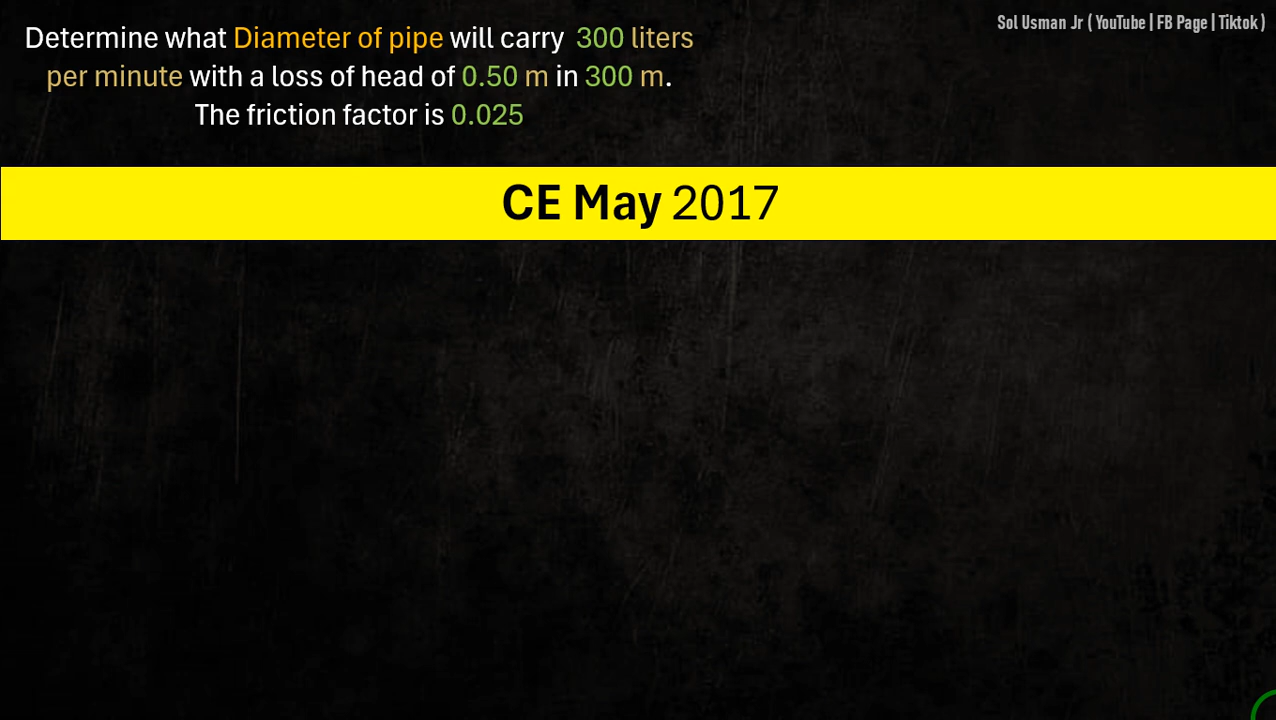 Determine what Diameter of pipe will carry 300 liters
per minute with a loss of head of 0.50 m in 300 m.
The friction factor is 0.025
Sol Usman Jr ( YouTube | FB Page | Tiktok )
CE May 2017